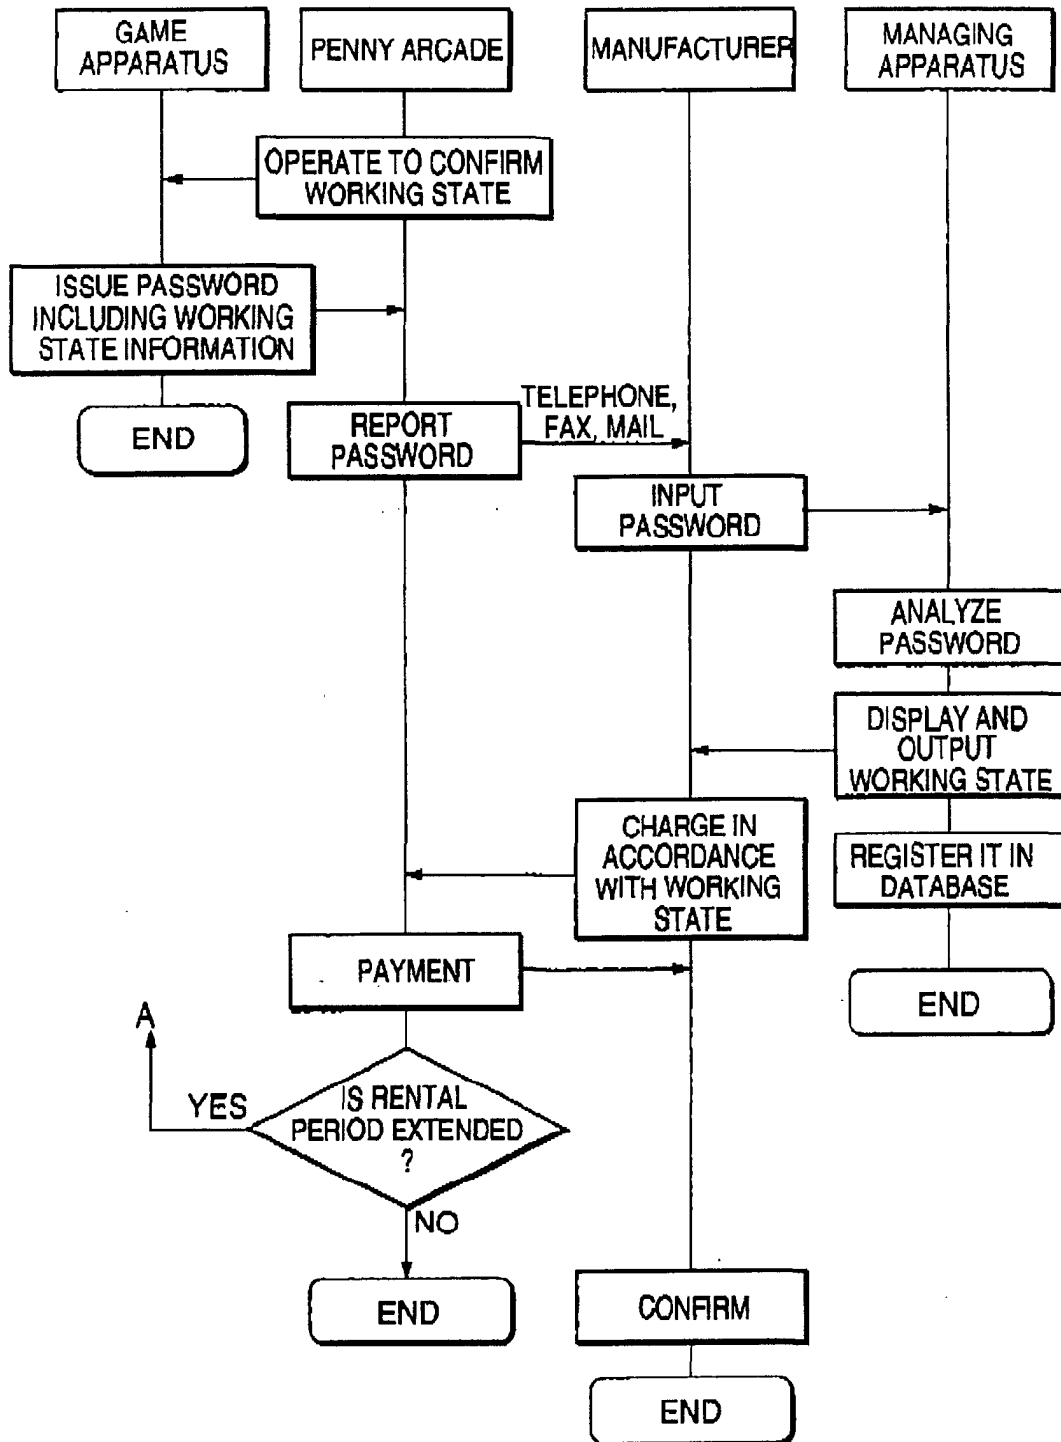 GAME
APPARATUS
PENNY ARCADE
MANUFACTURER
MANAGING
APPARATUS
OPERATE TO CONFIRM
WORKING STATE
ISSUE PASSWORD
INCLUDING WORKING
STATE INFORMATION
END
REPORT
PASSWORD
TELEPHONE,
FAX, MAIL
INPUT
PASSWORD
ANALYZE
PASSWORD
DISPLAY AND
OUTPUT
WORKING STATE
CHARGE IN
ACCORDANCE
WITH WORKING
STATE
REGISTER IT IN
DATABASE
PAYMENT
END
A
YES
IS RENTAL
PERIOD EXTENDED
?
NO
END
CONFIRM
END